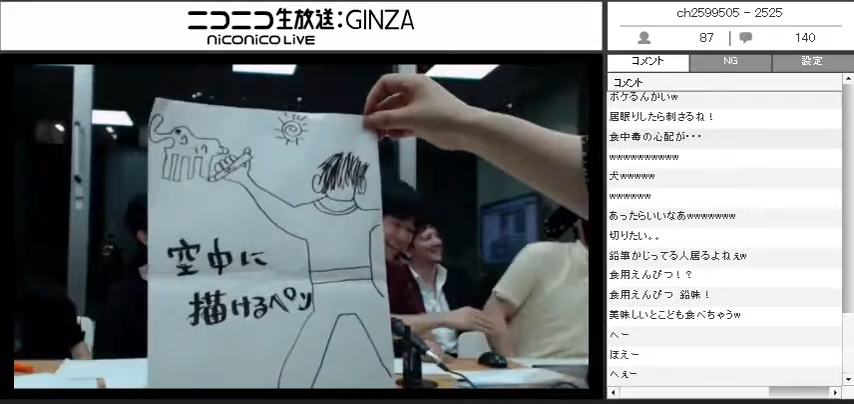 ニコニコ生放送:GINZA
niconico Live
ch2599505 - 2525
87 | 140
コメント NG 設定
コメント
ボケるんかいw
居眠りしたら刺さるね！
食中毒の心配が・・・
wwwwwwwwww
犬wwwww
wwwwww
あったらいいなあwwwwwww
切りたい。。
鉛筆かじってる人居るよねぇw
食用えんぴつ！？
食用えんぴつ 鉛味！
美味しいとこども食べちゃうw
へー
ほえー
へぇー
空中に
描けるペン